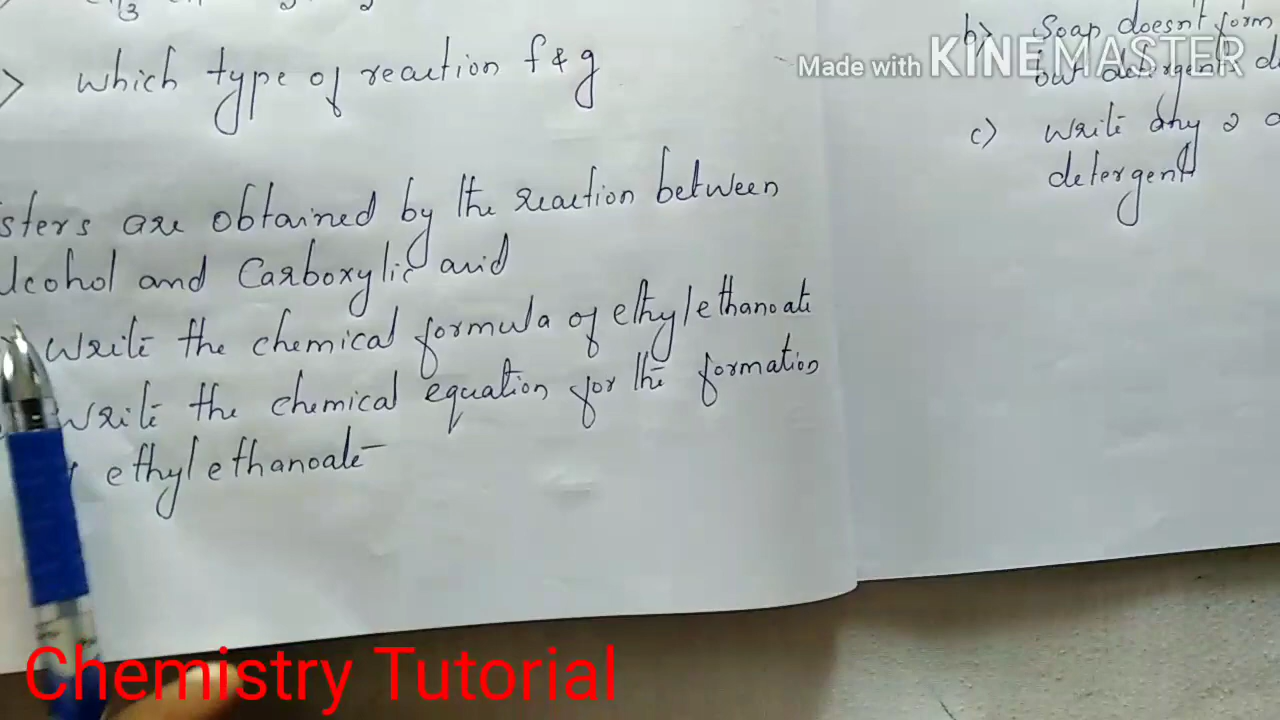 which type of reaction f & g
sters are obtained by the reaction between
lcohol and Carboxylic acid
Write the chemical formula of ethylethanoate
Write the chemical equation for the formation
ethylethanoate
b) Soap doesn't form
but detergents d
c) Write any 2
detergent
Made with KINEMASTER
Chemistry Tutorial